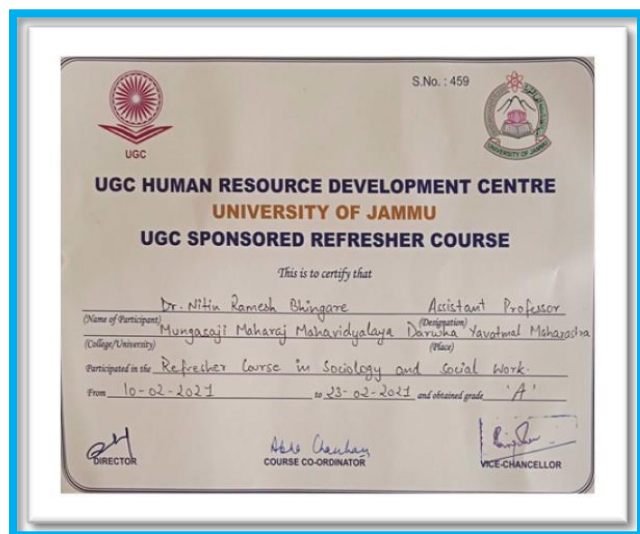 S.No. : 459
UGC
UNIVERSITY OF JAMMU
UGC HUMAN RESOURCE DEVELOPMENT CENTRE
UNIVERSITY OF JAMMU
UGC SPONSORED REFRESHER COURSE
This is to certify that
Dr. Nitin Ramesh Bhingare Assistant Professor
(Name of Participant) (Designation)
Mungasaji Maharaj Mahavidyalaya Darwha Yavatmal Maharastra
(College/University) (Place)
Participated in the Refresher Course in Sociology and Social Work.
From 10-02-2021 to 23-02-2021 and obtained grade 'A'
DIRECTOR COURSE CO-ORDINATOR VICE-CHANCELLOR